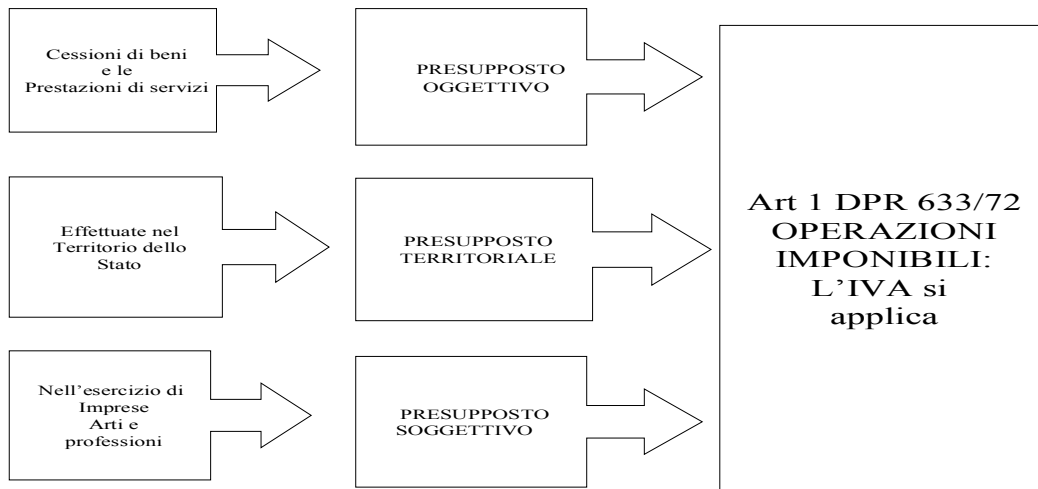 Cessioni di beni
e le
Prestazioni di servizi
PRESUPPOSTO
OGGETTIVO
Effettuate nel
Territorio dello
Stato
PRESUPPOSTO
TERRITORIALE
Nell’esercizio di
Imprese
Arti e
professioni
PRESUPPOSTO
SOGGETTIVO
Art 1 DPR 633/72
OPERAZIONI
IMPONIBILI:
L’IVA si
applica